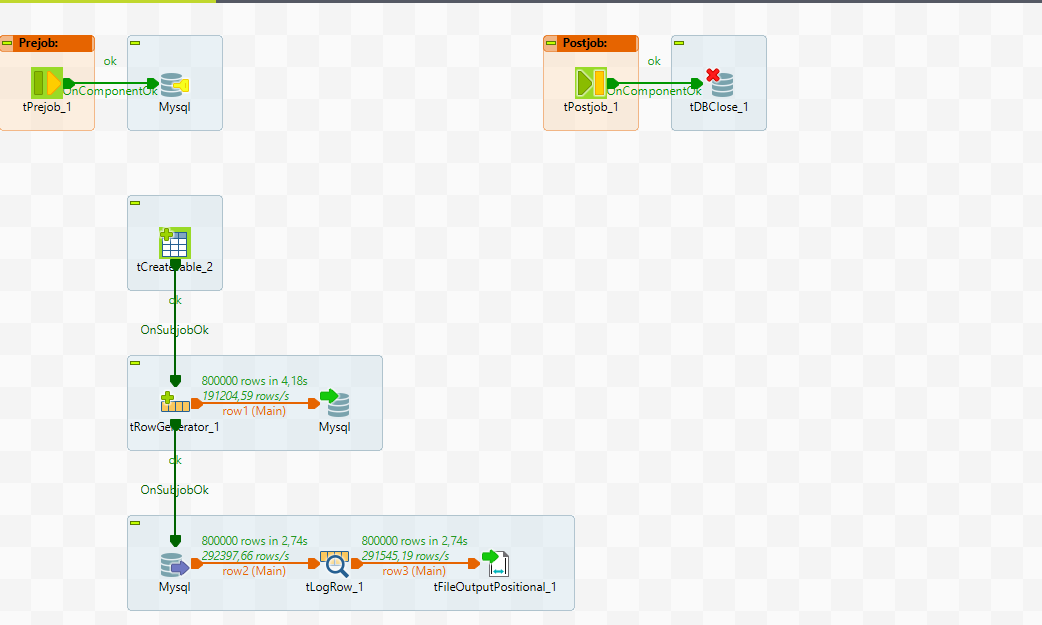 Prejob:
ok
OnComponentOk
tPrejob_1
Mysql
Postjob:
ok
OnComponentOk
tPostjob_1
tDBClose_1
tCreateTable_2
ok
OnSubjobOk
800000 rows in 4,18s
191204,59 rows/s
row1 (Main)
tRowGenerator_1
Mysql
ok
OnSubjobOk
800000 rows in 2,74s
292397,66 rows/s
row2 (Main)
800000 rows in 2,74s
291545,19 rows/s
row3 (Main)
Mysql
tLogRow_1
tFileOutputPositional_1